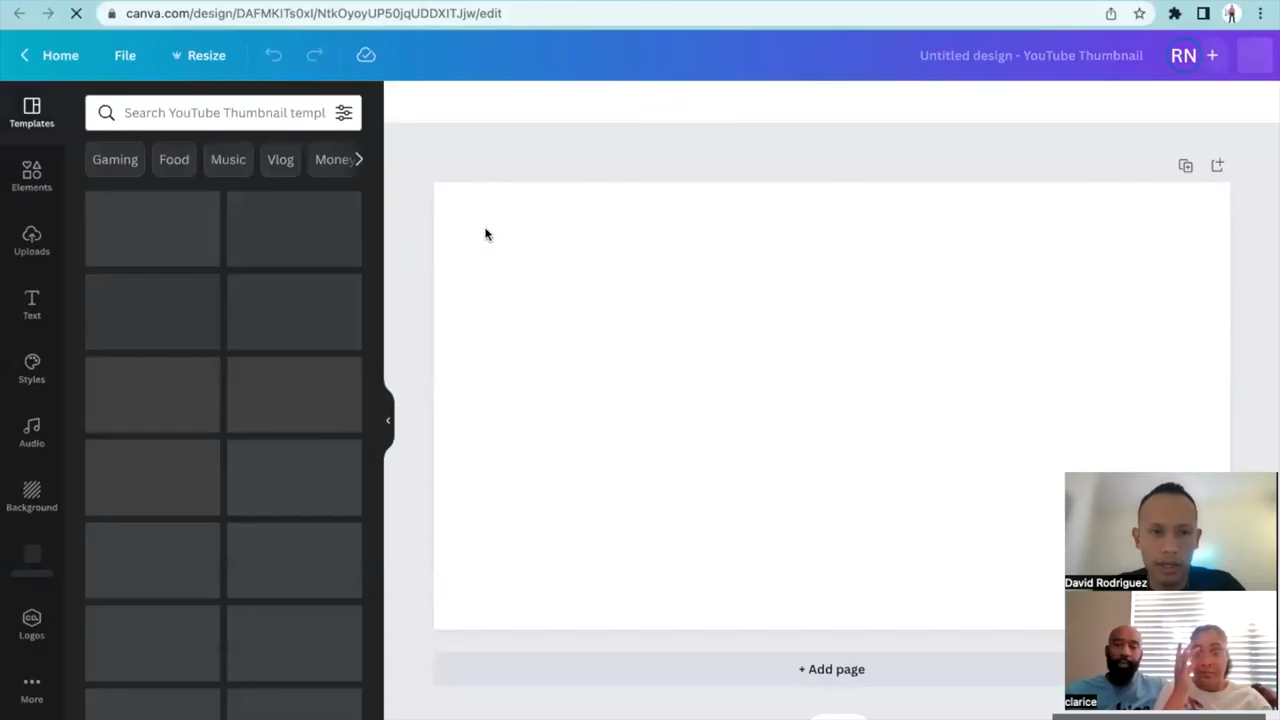 canva.com/design/DAFMKITs0xI/NtkOyoyUP50jqUDDXITJjw/edit
Home File Resize Untitled design - YouTube Thumbnail RN +
Templates
Search YouTube Thumbnail templ
Gaming Food Music Vlog Money
Elements
Uploads
Text
Styles
Audio
Background
CO.
Logos
More
+ Add page
David Rodriguez
clarice